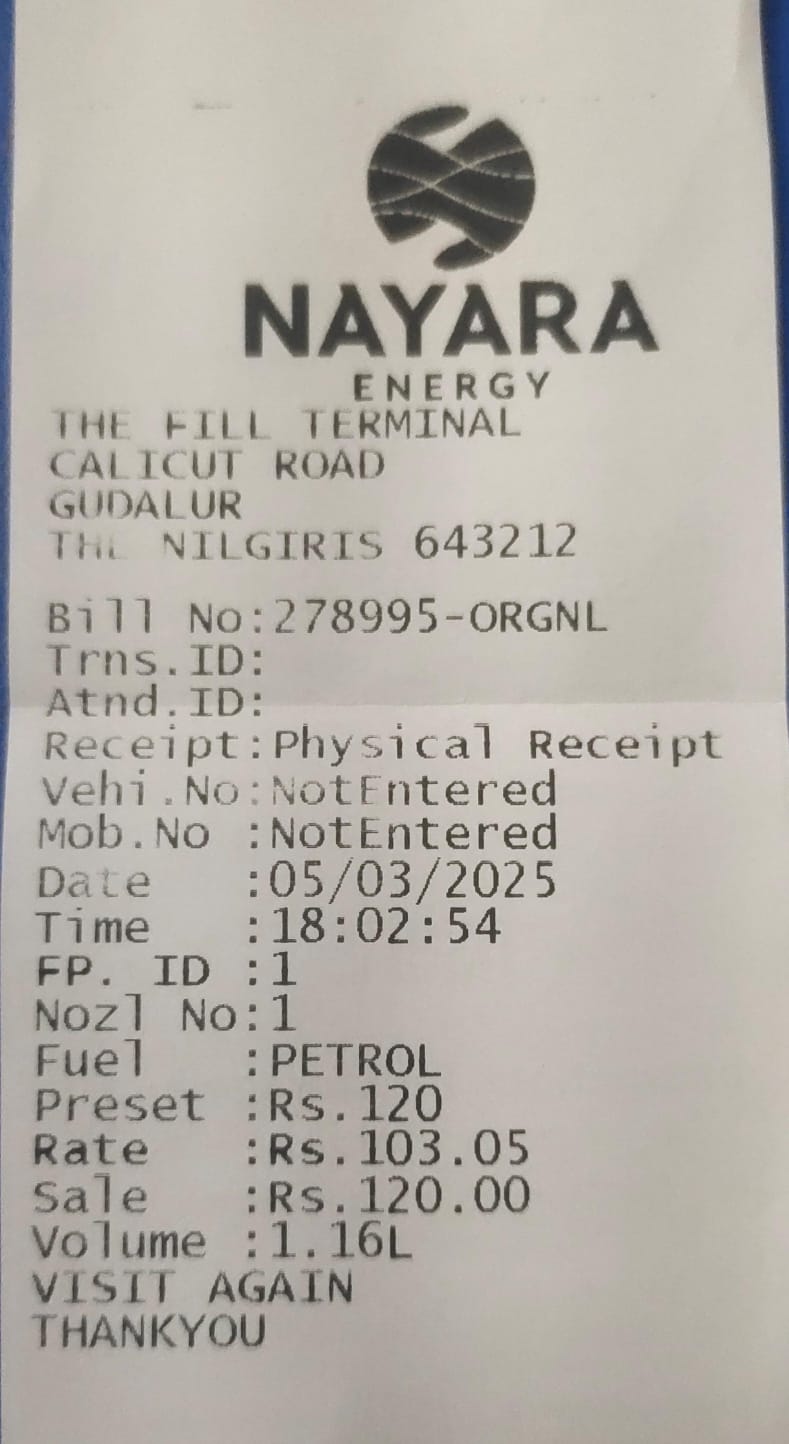 NAYARA
ENERGY
THE FILL TERMINAL
CALICUT ROAD
GUDALUR
THE NILGIRIS 643212
Bill No:278995-ORGNL
Trns.ID:
Atnd.ID:
Receipt:Physical Receipt
Vehi.No:NotEntered
Mob.No :NotEntered
Date :05/03/2025
Time :18:02:54
FP. ID :1
Nozl No:1
Fuel :PETROL
Preset :Rs.120
Rate :Rs.103.05
Sale :Rs.120.00
Volume :1.16L
VISIT AGAIN
THANKYOU